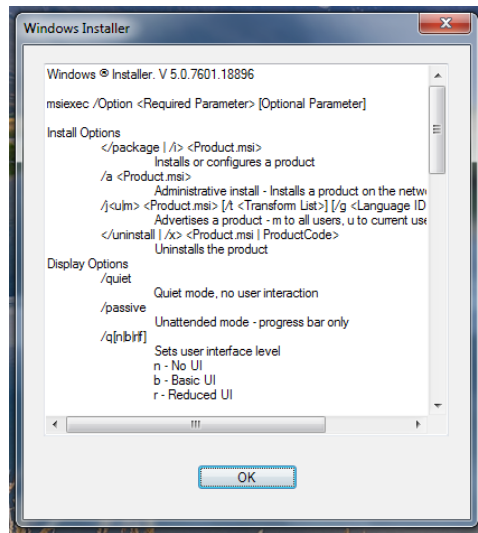 Windows Installer
Windows ® Installer. V 5.0.7601.18896
msiexec /Option <Required Parameter> [Optional Parameter]
Install Options
</package | /i> <Product.msi>
Installs or configures a product
/a <Product.msi>
Administrative install - Installs a product on the netw
/j<u|m> <Product.msi> [/t <Transform List>] [/g <Language ID
Advertises a product - m to all users, u to current use
</uninstall | /x> <Product.msi | ProductCode>
Uninstalls the product
Display Options
/quiet
Quiet mode, no user interaction
/passive
Unattended mode - progress bar only
/q[n|b|r|f]
Sets user interface level
n - No UI
b - Basic UI
r - Reduced UI
OK